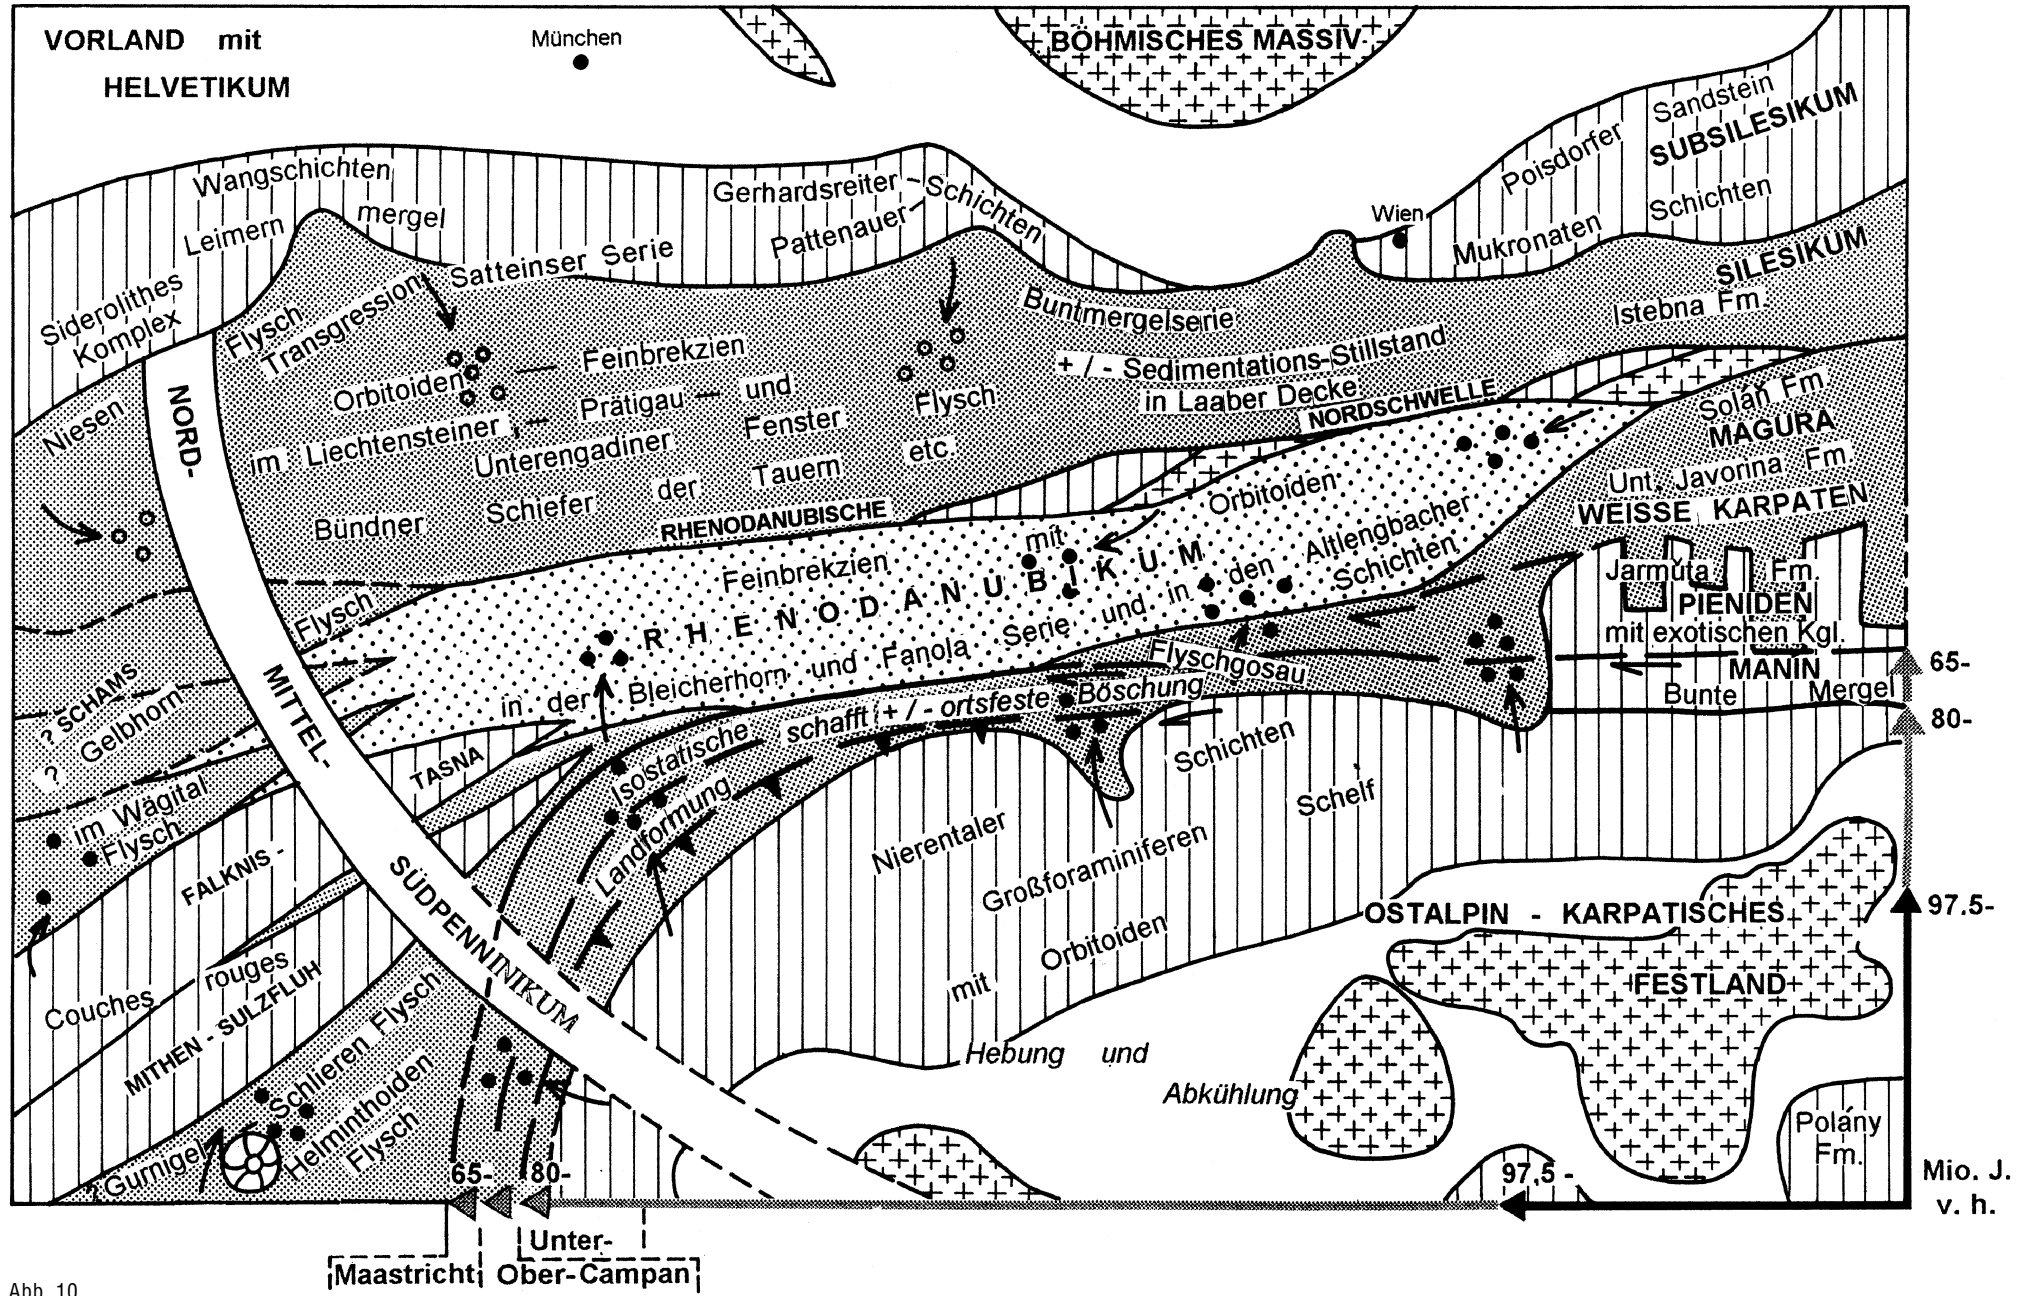 VORLAND mit
HELVETIKUM
München
BÖHMISCHES MASSIV
Sandstein
SUBSILESIKUM
Poisdorfer
Schichten
Mukronaten
Wien
Wangschichten
Leimern mergel
Gerhardsreiter - Schichten
Pattenauer
Satteinser Serie
Siderolithes
Komplex
SILESIKUM
Istebna Fm.
Flysch
Transgression
Buntmergelserie
+ / - Sedimentations-Stillstand
in Laaber Decke
NORDSCHWELLE
Orbitoiden — Feinbrekzien
im Liechtensteiner, - Prätigau - und
Unterengadiner Fenster
Flysch
etc.
Bündner Schiefer der Tauern
RHENODANUBISCHE
Niesen
NORD-
MITTEL-
SÜDPENNINIKUM
Soláň Fm
MAGURA
Unt. Javorina Fm.
WEISSE KARPATEN
Jarmuta Fm.
PIENIDEN
mit exotischen Kgl.
MANIN
Bunte Mergel
65-
80-
97,5-
Feinbrekzien mit Orbitoiden
RHENODANUBIKUM
in der Bleicherhorn und Fanola Serie und in den Altlengbacher
Schichten
Flysch
? SCHAMS
? Gelbhorn
im Wägital
Flysch
TASNA
FALKNIS -
Couches rouges
MITHEN - SULZFLUH
Flyschgosau
Isostatische
Landformung
schafft + / - ortsfeste Böschung
Nierentaler Schichten
Großforaminiferen Schelf
mit Orbitoiden
OSTALPIN - KARPATISCHES
FESTLAND
Hebung und
Abkühlung
Polány
Fm.
Schlieren Flysch
Gurnigel
Helminthoiden
Flysch
65-
80-
97,5 -
Mio. J.
v. h.
Unter-
Maastricht
Ober-Campan
Abb. 10